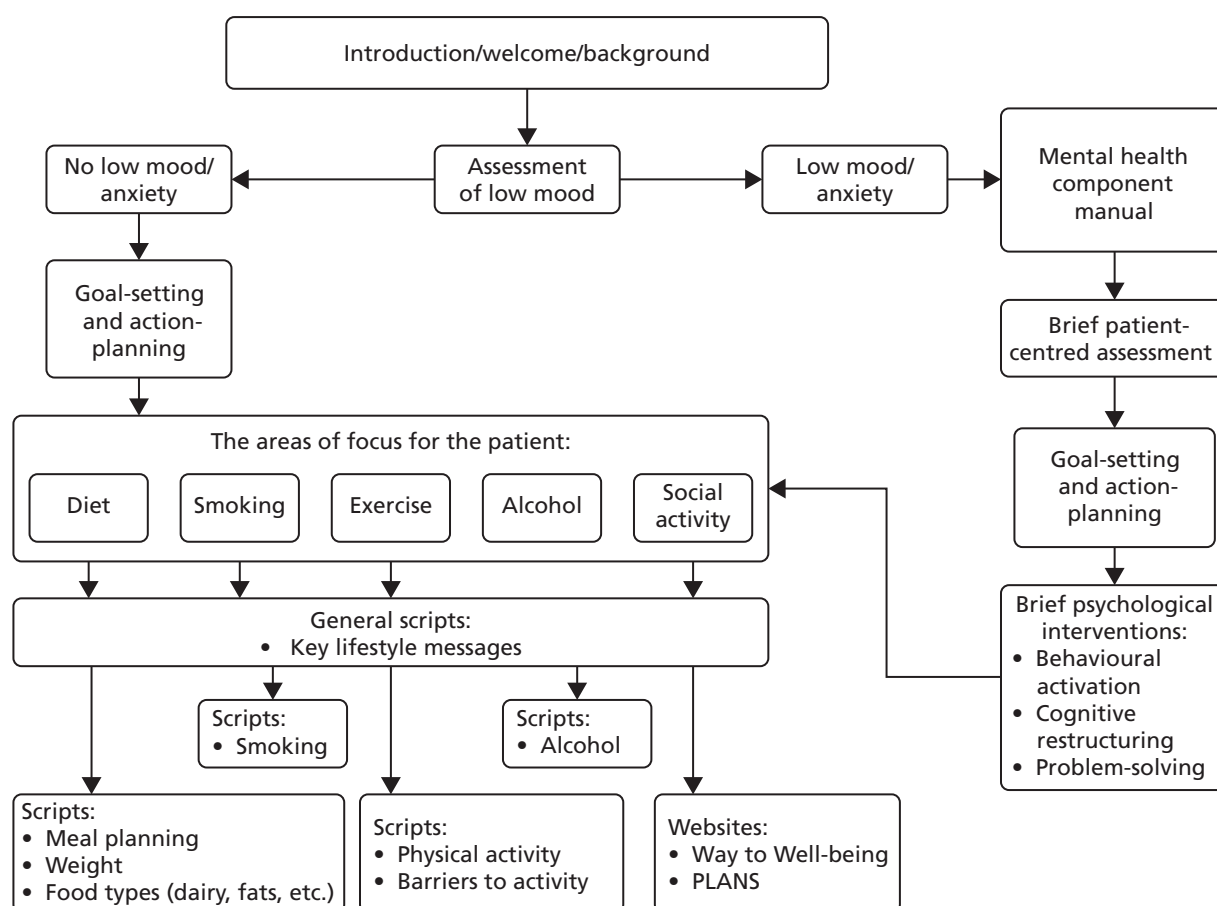 Introduction/welcome/background
No low mood/
anxiety
Assessment
of low mood
Low mood/
anxiety
Mental health
component
manual
Goal-setting
and action-
planning
Brief patient-
centred assessment
Goal-setting
and action-
planning
The areas of focus for the patient:
Diet
Smoking
Exercise
Alcohol
Social
activity
Brief psychological
interventions:
• Behavioural
activation
• Cognitive
restructuring
• Problem-solving
General scripts:
• Key lifestyle messages
Scripts:
• Smoking
Scripts:
• Alcohol
Scripts:
• Meal planning
• Weight
• Food types (dairy, fats, etc.)
Scripts:
• Physical activity
• Barriers to activity
Websites:
• Way to Well-being
• PLANS